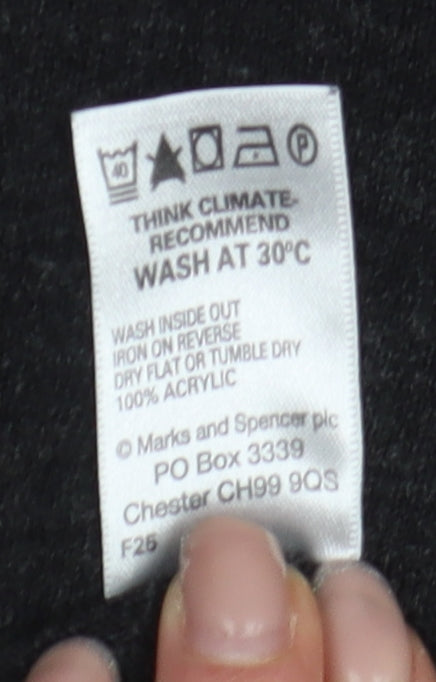 40
P
THINK CLIMATE-
RECOMMEND
WASH AT 30ºC
WASH INSIDE OUT
IRON ON REVERSE
DRY FLAT OR TUMBLE DRY
100% ACRYLIC
© Marks and Spencer plc
PO Box 3339
Chester CH99 9QS
F25